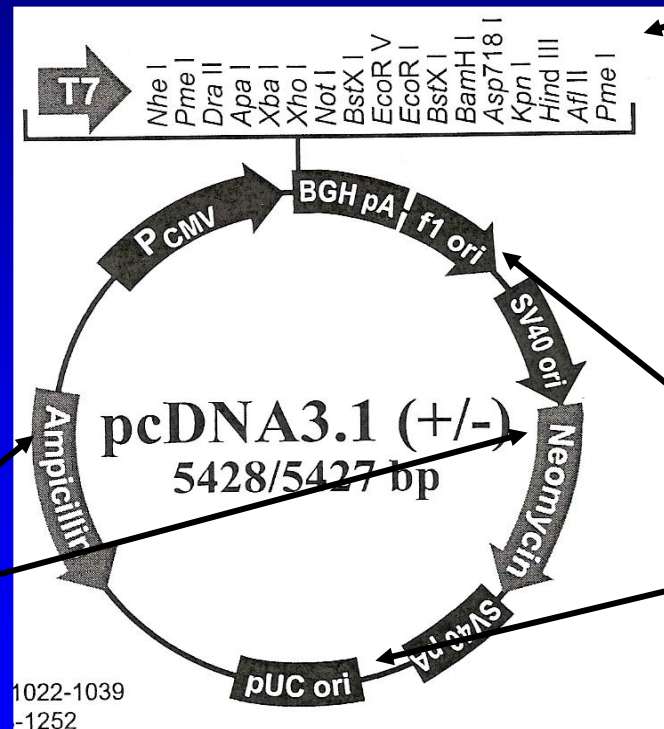 T7
Nhe I
Pme I
Dra II
Apa I
Xba I
Xho I
Not I
BstX I
EcoR V
EcoR I
BstX I
BamH I
Asp718 I
Kpn I
Hind III
Afl II
Pme I
PCMV
BGH pA
f1 ori
SV40 ori
pcDNA3.1 (+/-)
5428/5427 bp
Ampicillin
Neomycin
SV40 pA
pUC ori
1022-1039
-1252